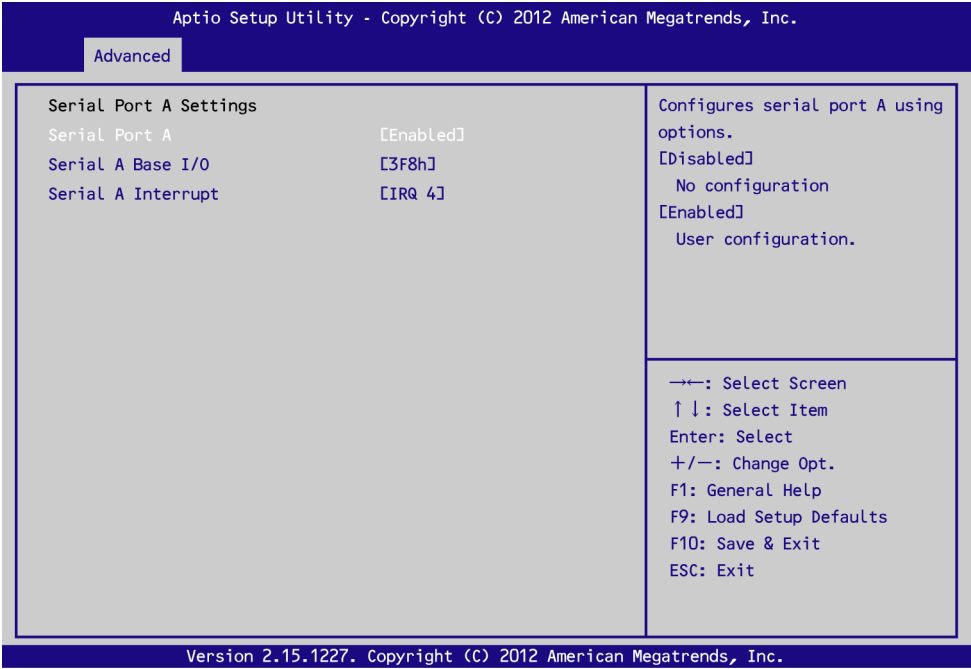 Aptio Setup Utility - Copyright (C) 2012 American Megatrends, Inc.
Advanced
Serial Port A Settings
Serial Port A [Enabled]
Serial A Base I/O [3F8h]
Serial A Interrupt [IRQ 4]
Configures serial port A using
options.
[Disabled]
No configuration
[Enabled]
User configuration.
→←: Select Screen
↑↓: Select Item
Enter: Select
+/-: Change Opt.
F1: General Help
F9: Load Setup Defaults
F10: Save & Exit
ESC: Exit
Version 2.15.1227. Copyright (C) 2012 American Megatrends, Inc.